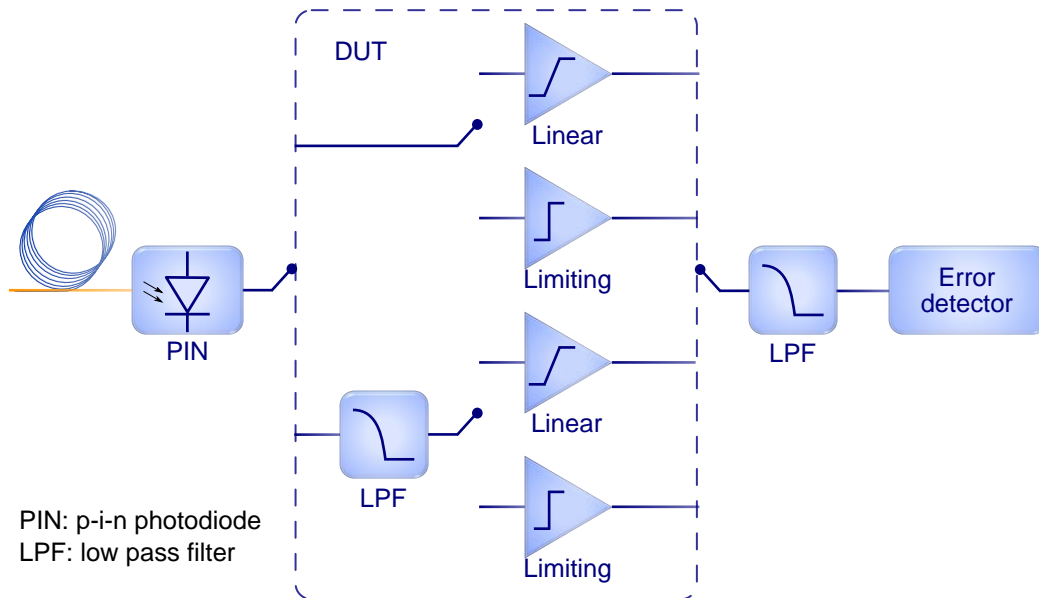 DUT
Linear
Limiting
PIN
LPF
Error
detector
Linear
LPF
Limiting
PIN: p-i-n photodiode
LPF: low pass filter